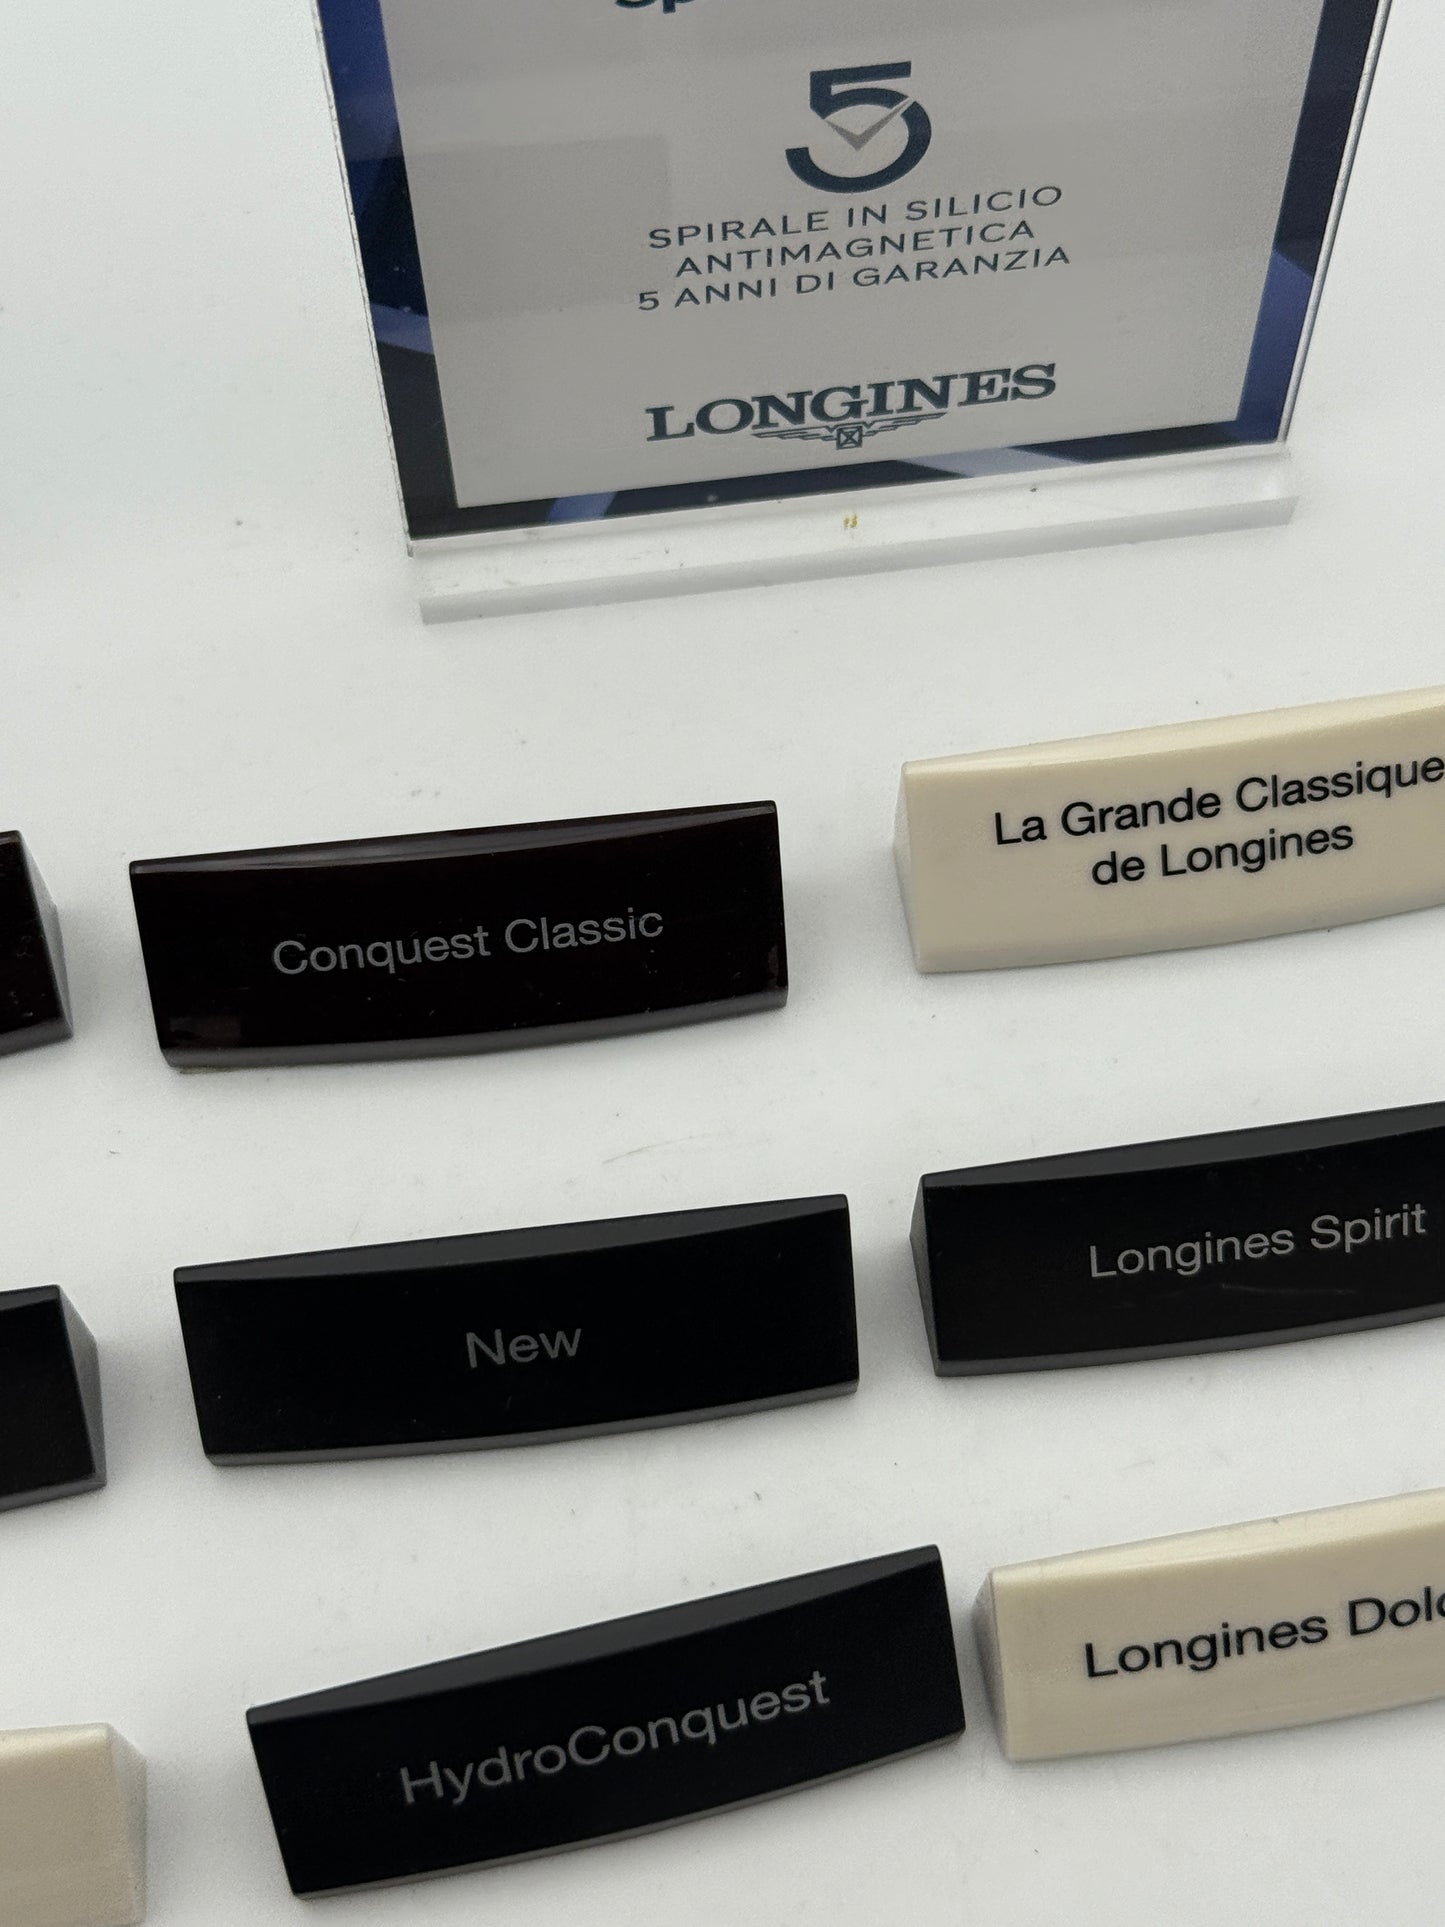 5
SPIRALE IN SILICIO
ANTIMAGNETICA
5 ANNI DI GARANZIA
LONGINES
Conquest Classic
La Grande Classique
de Longines
New
Longines Spirit
HydroConquest
Longines